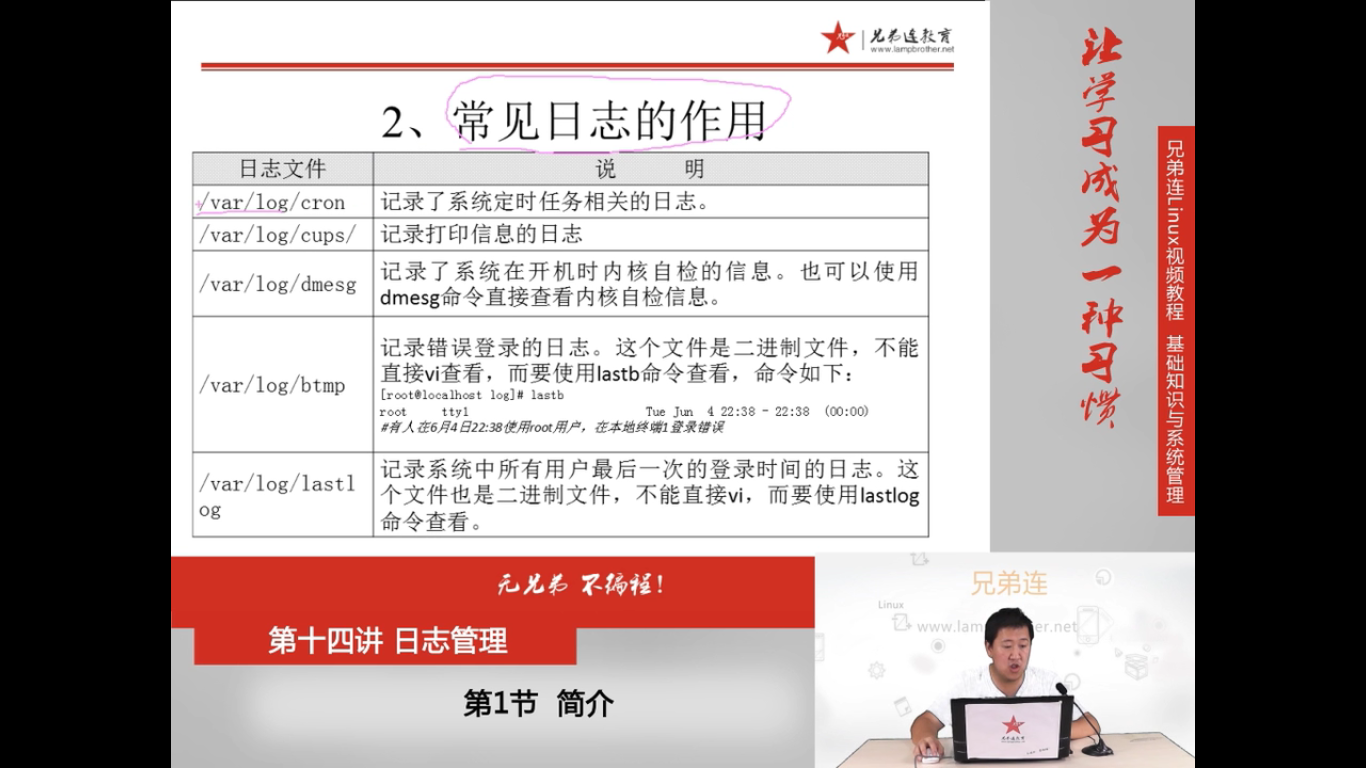 兄弟连教育
www.lampbrother.net
2、常见日志的作用
日志文件 说 明
/var/log/cron 记录了系统定时任务相关的日志。
/var/log/cups/ 记录打印信息的日志
/var/log/dmesg 记录了系统在开机时内核自检的信息。也可以使用
dmesg命令直接查看内核自检信息。
/var/log/btmp 记录错误登录的日志。这个文件是二进制文件，不能
直接vi查看，而要使用lastb命令查看，命令如下：
[root@localhost log]# lastb
root tty1 Tue Jun 4 22:38 - 22:38 (00:00)
#有人在6月4日22:38使用root用户，在本地终端1登录错误
/var/log/lastl
og
记录系统中所有用户最后一次的登录时间的日志。这
个文件也是二进制文件，不能直接vi，而要使用lastlog
命令查看。
让学习成为一种习惯
兄弟连Linux视频教程 基础知识与系统管理
无兄弟 不编程！
第十四讲 日志管理
第1节 简介
兄弟连
Linux